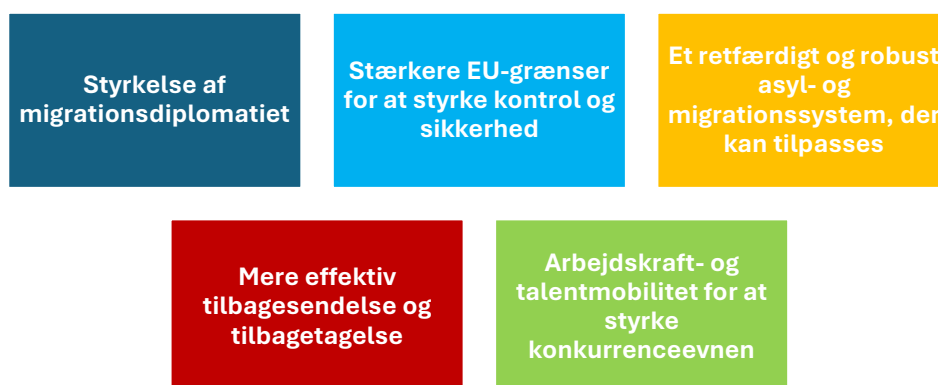 Styrkelse af
migrationsdiplomatiet
Stærkere EU-grænser
for at styrke kontrol og
sikkerhed
Et retfærdigt og robust
asyl- og
migrationssystem, der
kan tilpasses
Mere effektiv
tilbagesendelse og
tilbagetagelse
Arbejdskraft- og
talentmobilitet for at
styrke
konkurrenceevnen